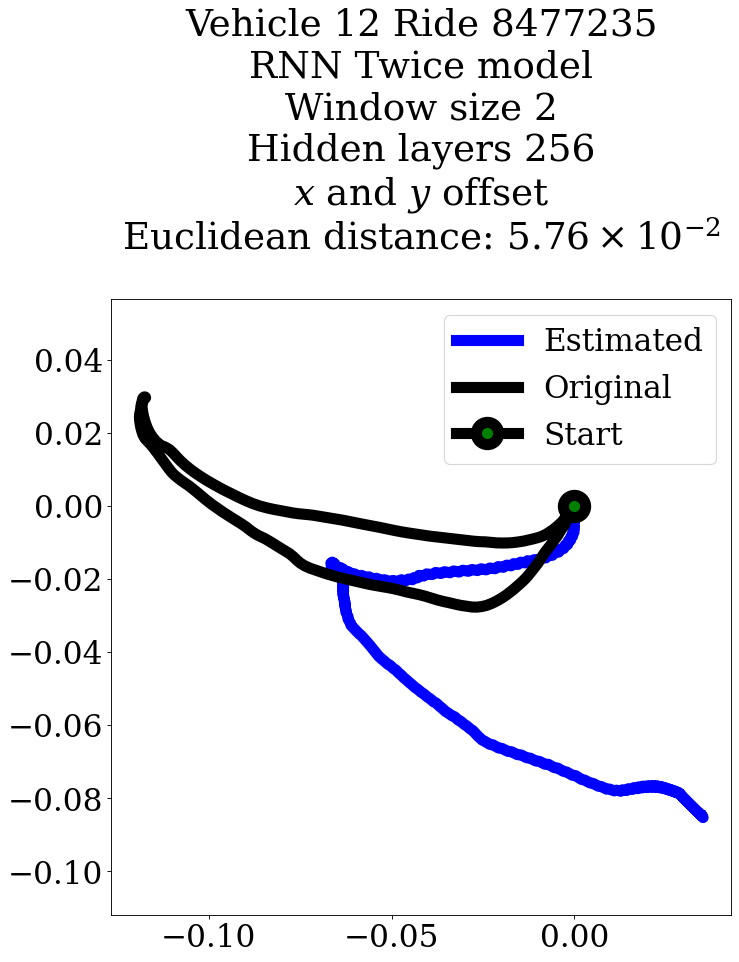 Vehicle 12 Ride 8477235
RNN Twice model
Window size 2
Hidden layers 256
x and y offset
Euclidean distance: 5.76 × 10⁻²
Estimated
Original
Start
0.04
0.02
0.00
−0.02
−0.04
−0.06
−0.08
−0.10
−0.10 −0.05 0.00